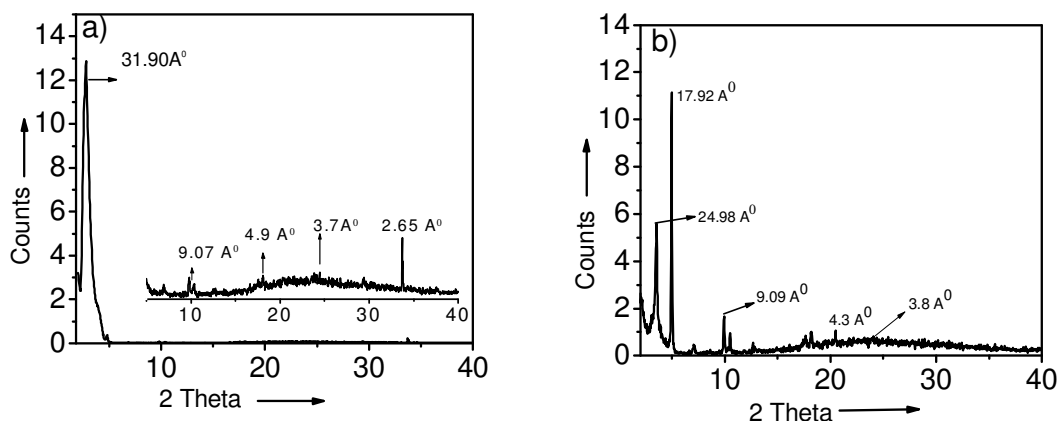 a)
31.90A⁰
9.07 A⁰
4.9 A⁰
3.7A⁰
2.65 A⁰
14
12
10
8
6
4
2
0
10 20 30 40
10 20 30 40
Counts
2 Theta
b)
17.92 A⁰
24.98 A⁰
9.09 A⁰
4.3 A⁰
3.8 A⁰
14
12
10
8
6
4
2
0
10 20 30 40
Counts
2 Theta